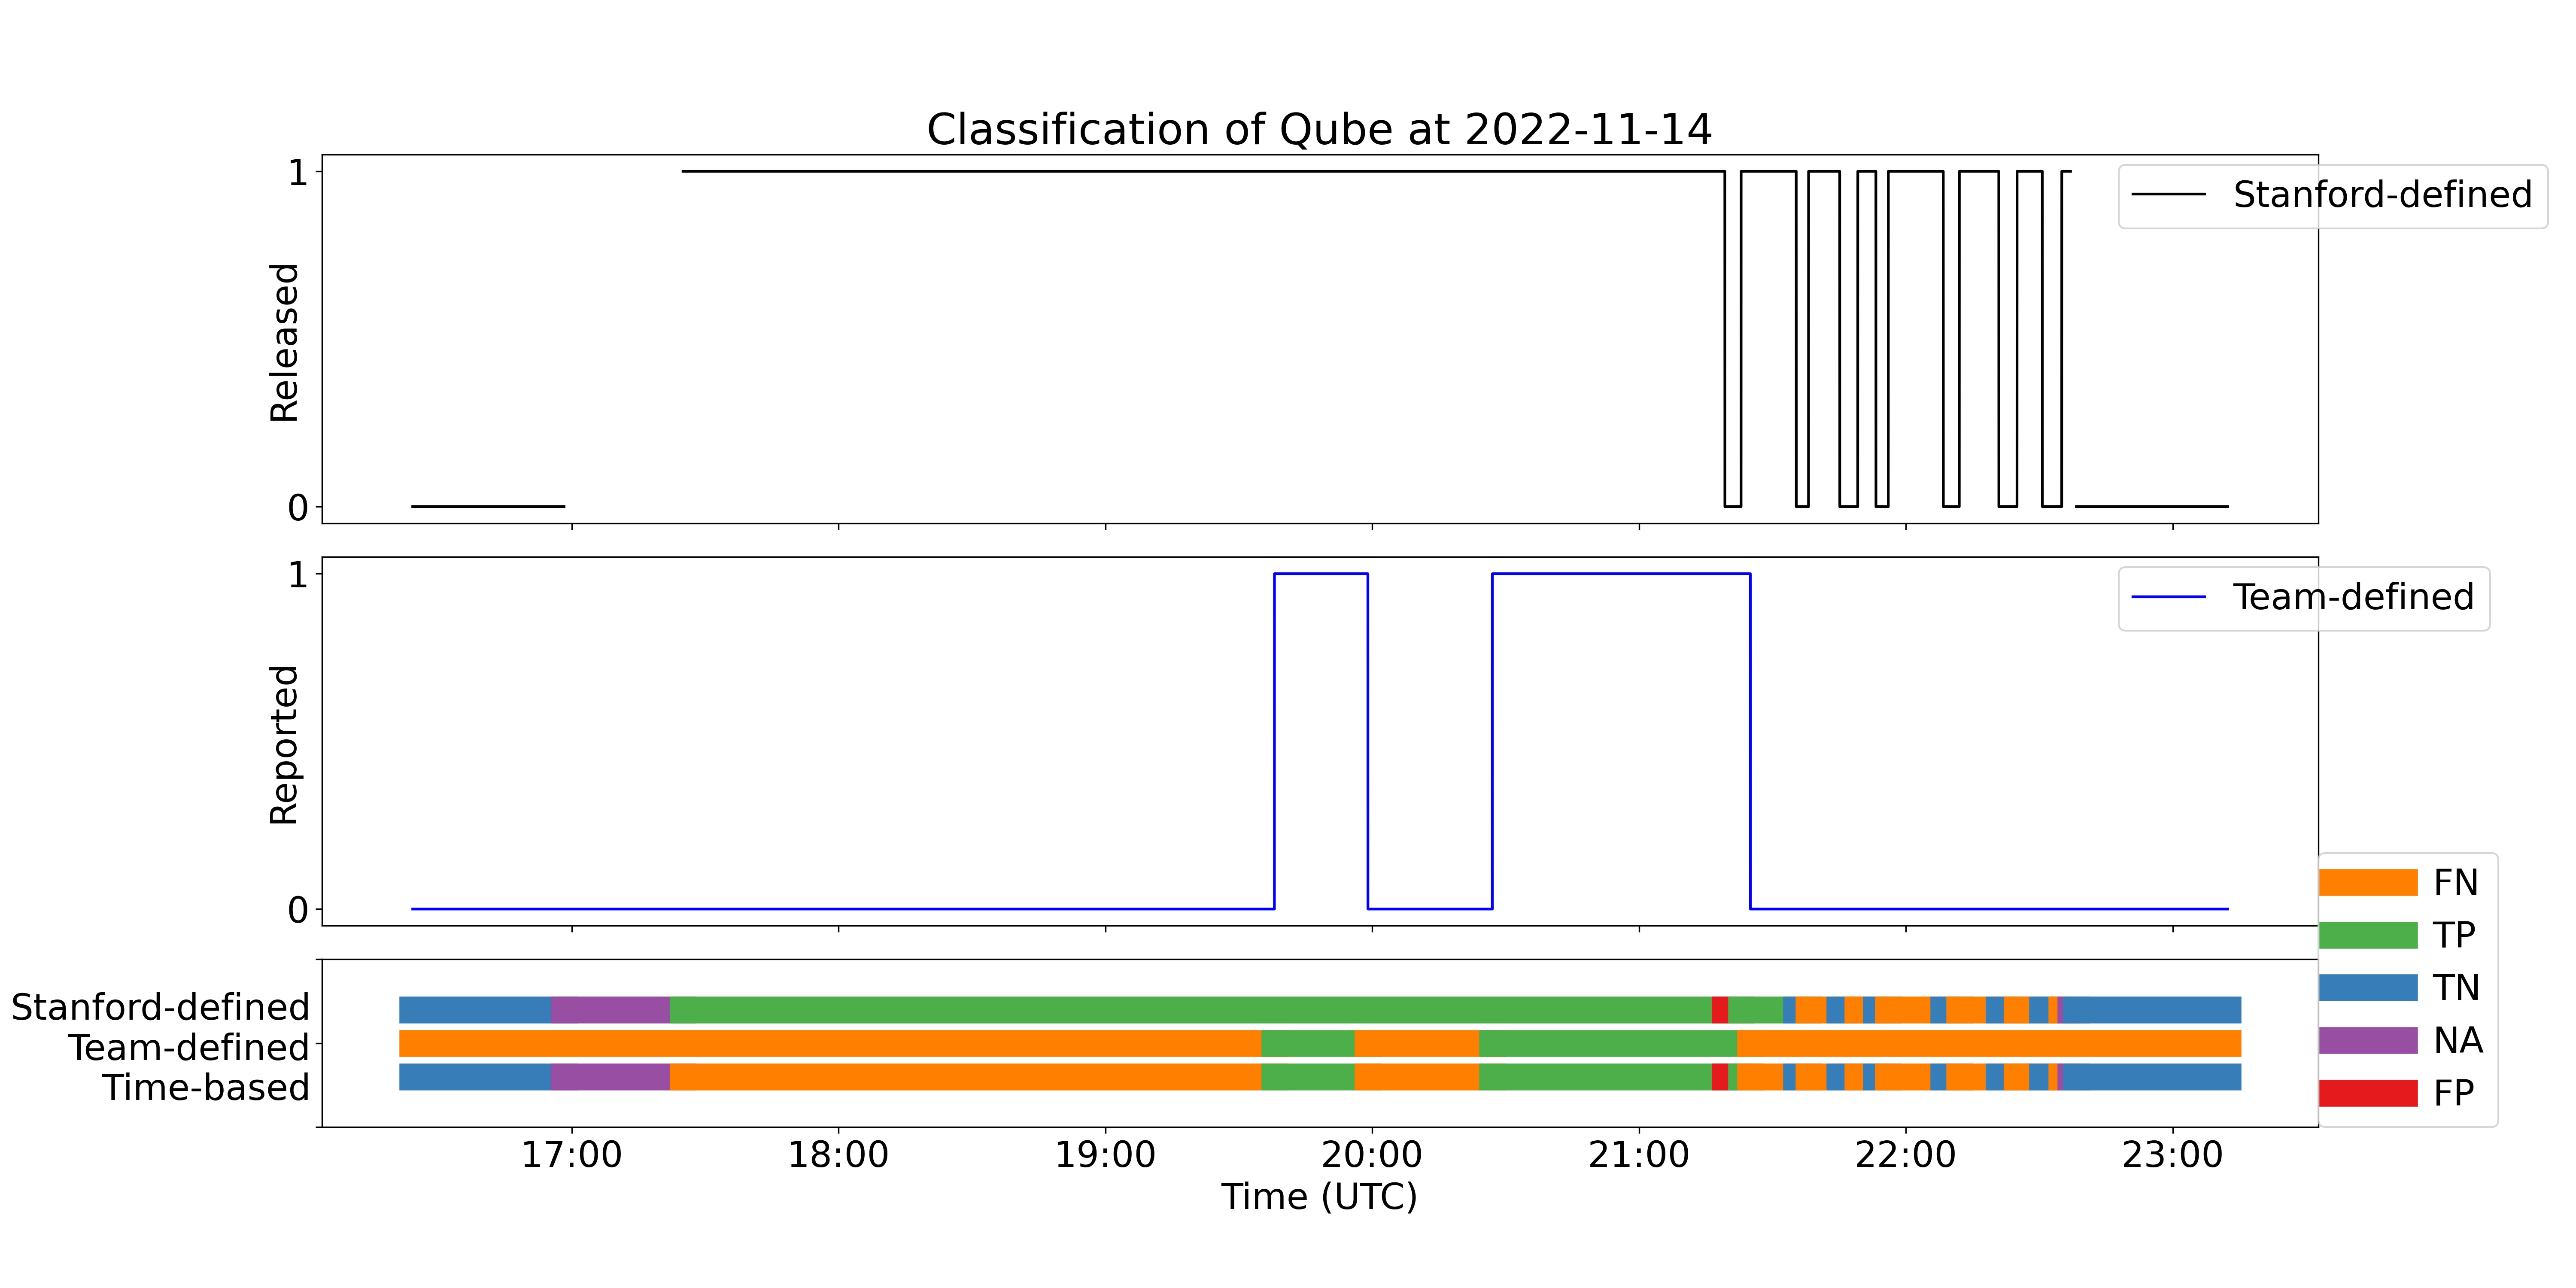 Classification of Qube at 2022-11-14
1
0
Released
Stanford-defined
1
0
Reported
Team-defined
FN
TP
TN
NA
FP
Stanford-defined
Team-defined
Time-based
17:00 18:00 19:00 20:00 21:00 22:00 23:00
Time (UTC)